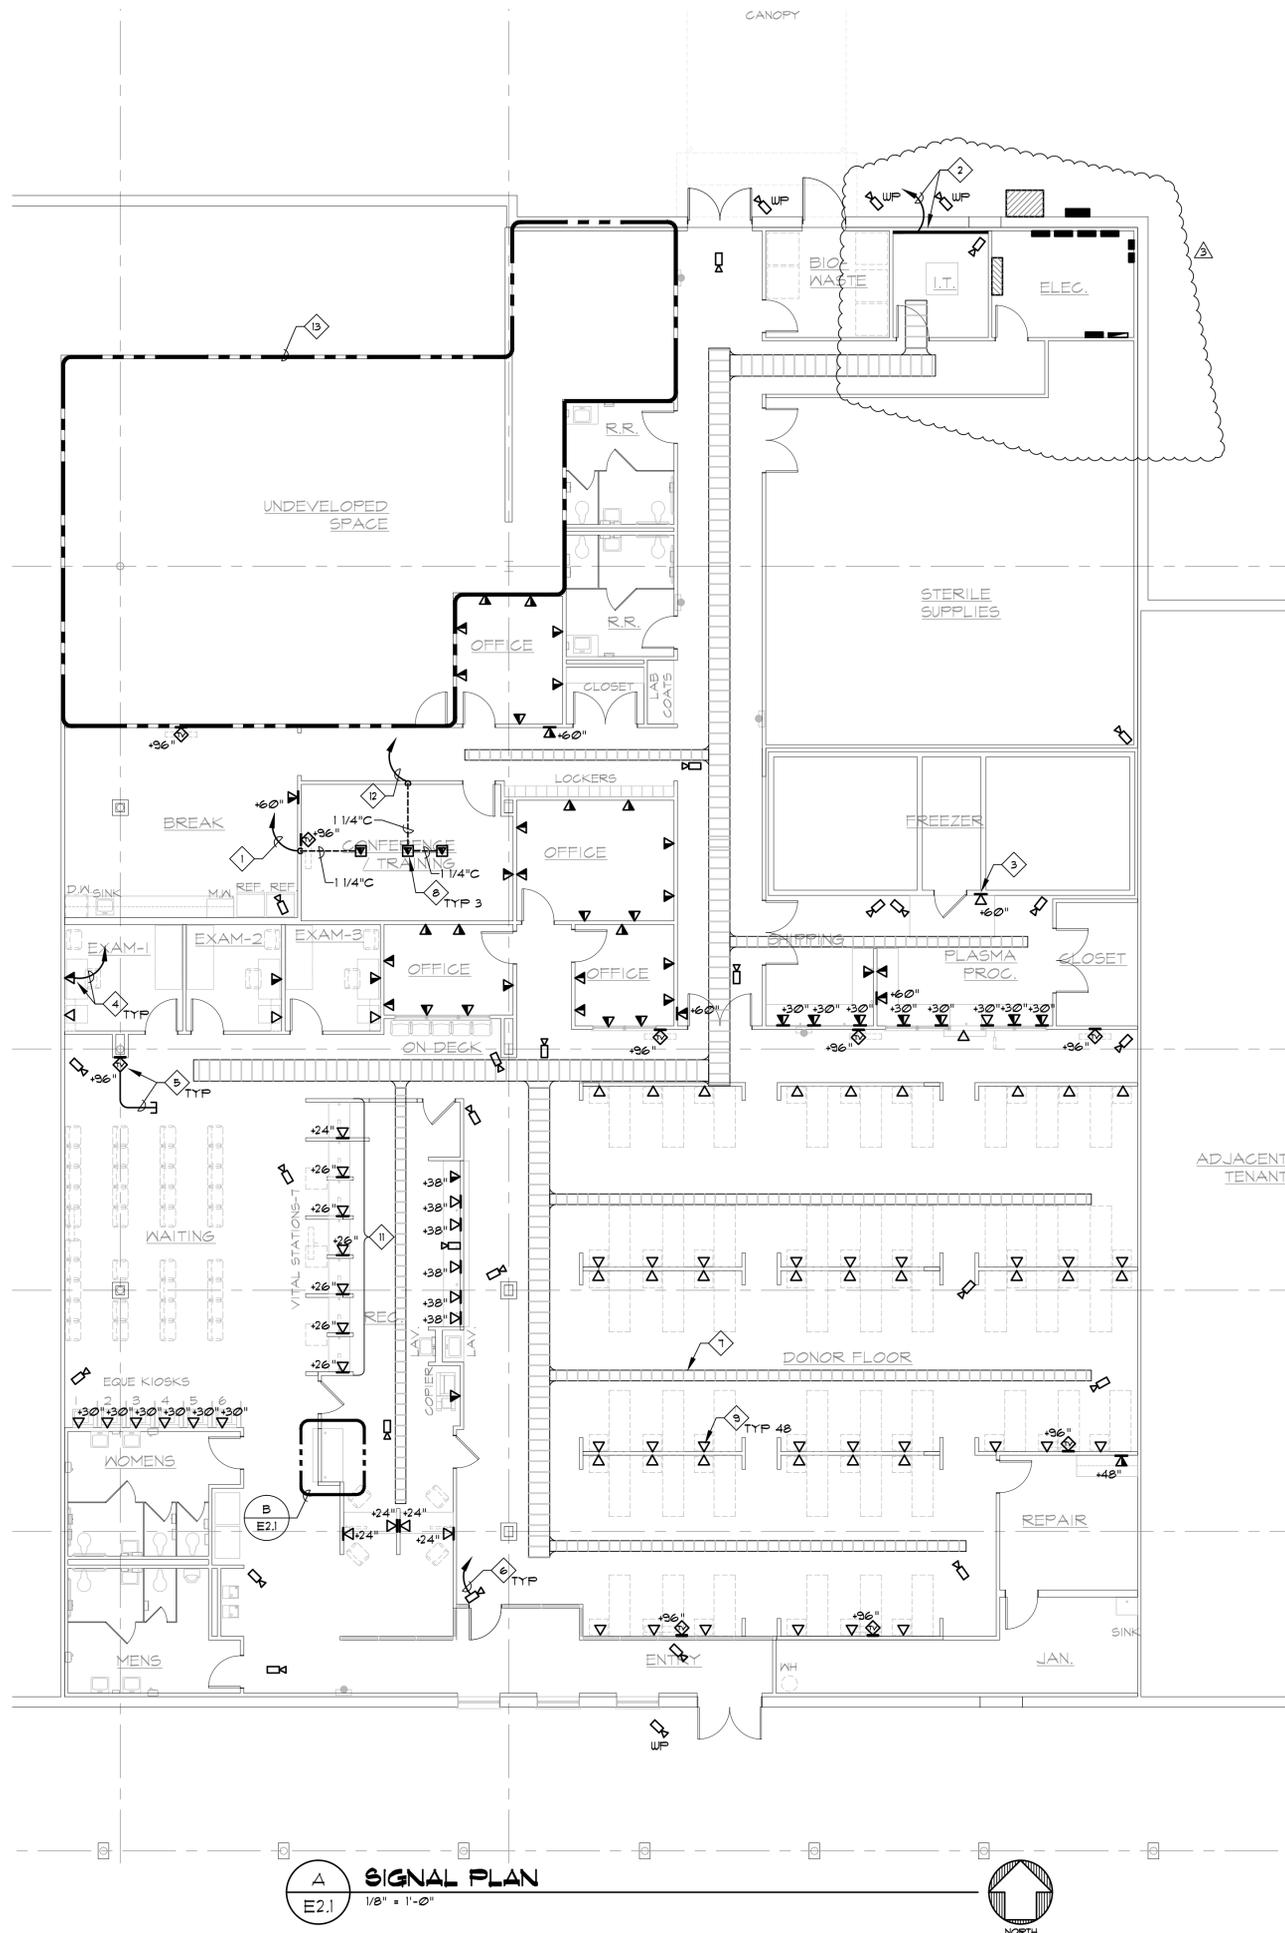 CANOPY
2
WP
WP
WP
3
BIO-
WASTE
I.T.
ELEC.
13
R.R.
UNDEVELOPED
SPACE
STERILE
SUPPLIES
R.R.
OFFICE
CLOSET
LAB
COATS
+96"
+60"
LOCKERS
12
+60"
1 1/4"C
BREAK
+96"
CONFERENCE
/ TRAINING
OFFICE
FREEZER
1
1 1/4"C
1 1/4"C
8
TYP 3
3
D.W.
SINK
M.W.
REF.
REF.
+60"
EXAM-1
EXAM-2
EXAM-3
SHIPPING
PLASMA
PROC.
CLOSET
OFFICE
OFFICE
4
TYP
+60"
+60"
+30"
+30"
+30"
+30"
+30"
+30"
+30"
ON DECK
+96"
+96"
+96"
+96"
5
TYP
+24"
ADJACENT
TENANT
+26"
+38"
VITAL STATIONS-7
+38"
+26"
+38"
WAITING
+26"
11
+38"
+26"
+38"
REC.
+38"
+26"
LAV.
LAV.
7
DONOR FLOOR
+26"
EQUE KIOSKS
COPIER
1
2
3
4
5
6
+30"
+30"
+30"
+30"
+30"
+30"
9
TYP 48
+96"
WOMENS
+48"
B
E2.1
+24"
+24"
+24"
+24"
REPAIR
6
TYP
+96"
+96"
SINK
MENS
ENTRY
WH
JAN.
WP
A
E2.1
SIGNAL PLAN
1/8" = 1'-0"
NORTH